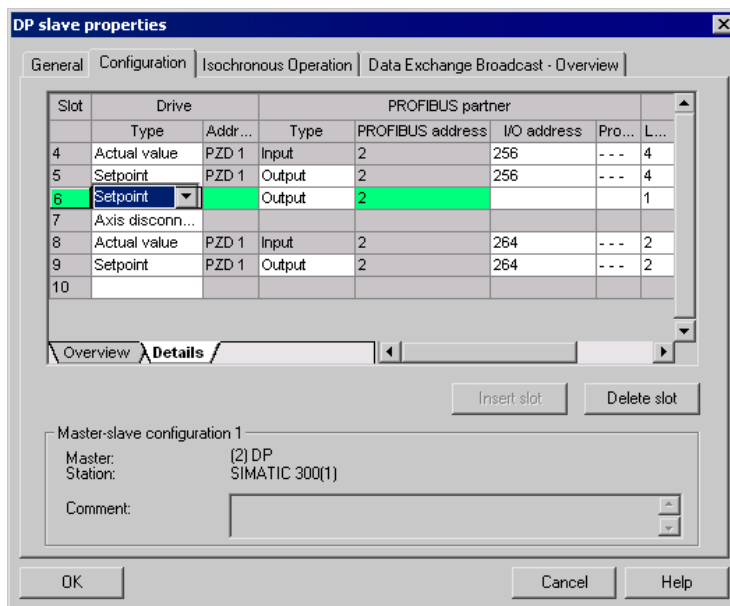 DP slave properties
General Configuration Isochronous Operation Data Exchange Broadcast - Overview
Slot Drive PROFIBUS partner
Type Addr... Type PROFIBUS address I/O address Pro... L...
4 Actual value PZD 1 Input 2 256 - - - 4
5 Setpoint PZD 1 Output 2 256 - - - 4
6 Setpoint Output 2 1
7 Axis disconn...
8 Actual value PZD 1 Input 2 264 - - - 2
9 Setpoint PZD 1 Output 2 264 - - - 2
10
Overview Details
Insert slot Delete slot
Master-slave configuration 1
Master: (2) DP
Station: SIMATIC 300(1)
Comment:
OK Cancel Help